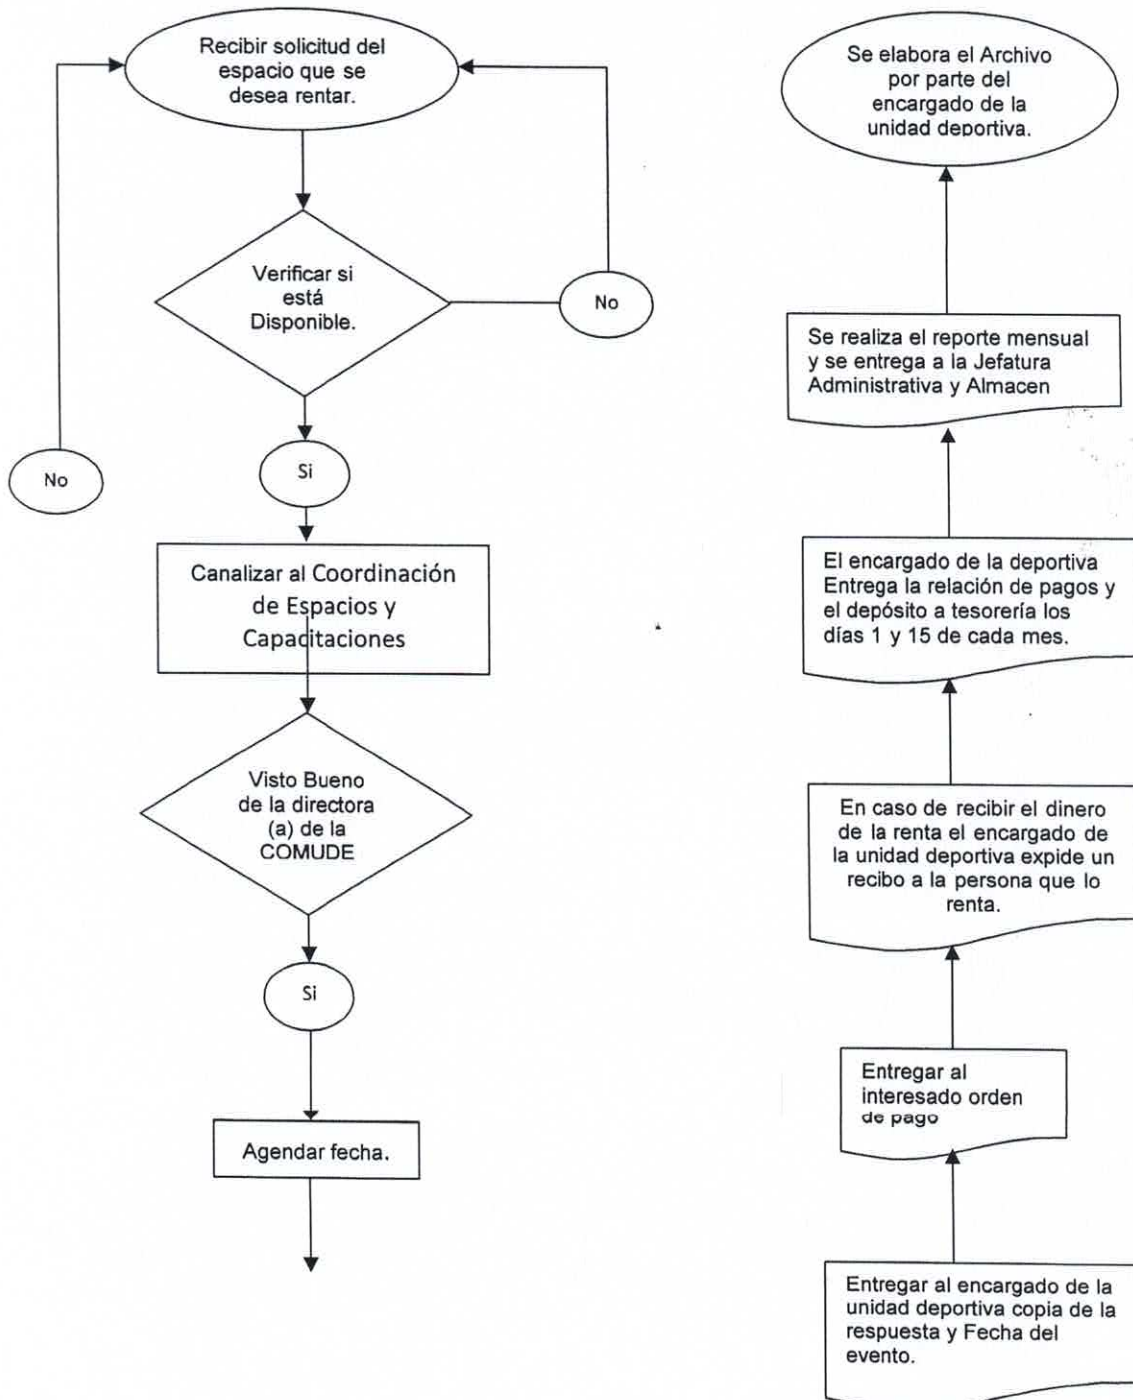 Recibir solicitud del
espacio que se
desea rentar.
Verificar si
está
Disponible.
No
No
Si
Canalizar al Coordinación
de Espacios y
Capacitaciones
Visto Bueno
de la directora
(a) de la
COMUDE
Si
Agendar fecha.
Se elabora el Archivo
por parte del
encargado de la
unidad deportiva.
Se realiza el reporte mensual
y se entrega a la Jefatura
Administrativa y Almacen
El encargado de la deportiva
Entrega la relación de pagos y
el depósito a tesorería los
días 1 y 15 de cada mes.
En caso de recibir el dinero
de la renta el encargado de
la unidad deportiva expide un
recibo a la persona que lo
renta.
Entregar al
interesado orden
de pago
Entregar al encargado de la
unidad deportiva copia de la
respuesta y Fecha del
evento.